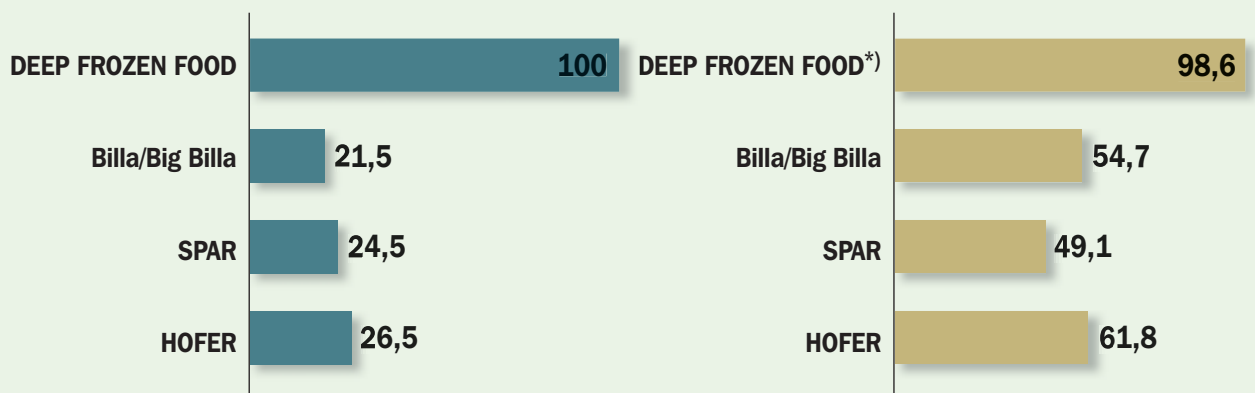 DEEP FROZEN FOOD 100
Billa/Big Billa 21,5
SPAR 24,5
HOFER 26,5
DEEP FROZEN FOOD*) 98,6
Billa/Big Billa 54,7
SPAR 49,1
HOFER 61,8